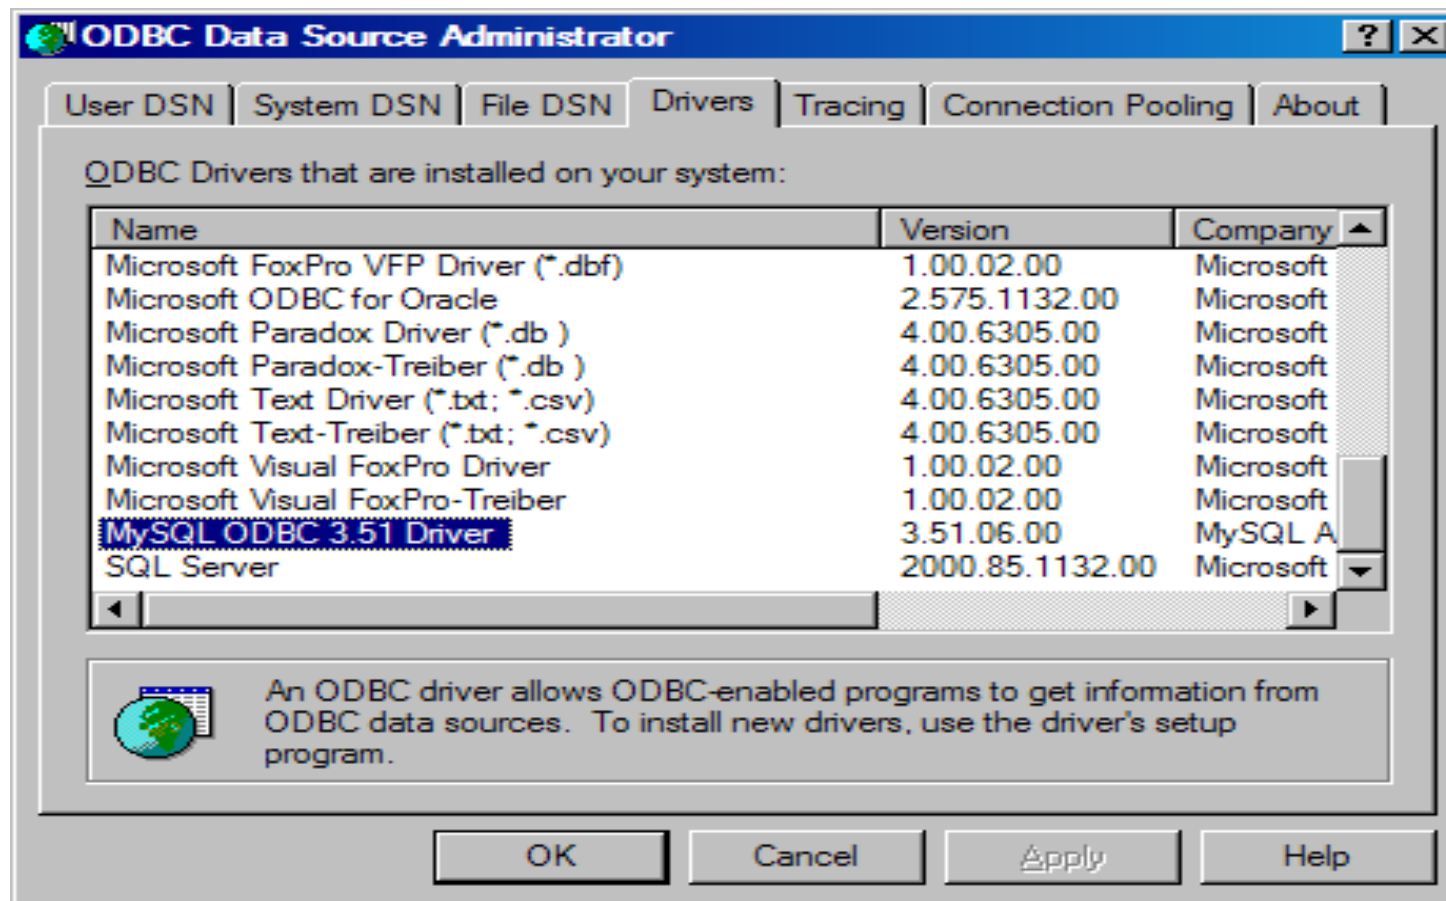 ODBC Data Source Administrator
User DSN System DSN File DSN Drivers Tracing Connection Pooling About
ODBC Drivers that are installed on your system:
Name Version Company
Microsoft FoxPro VFP Driver (*.dbf) 1.00.02.00 Microsoft
Microsoft ODBC for Oracle 2.575.1132.00 Microsoft
Microsoft Paradox Driver (*.db ) 4.00.6305.00 Microsoft
Microsoft Paradox-Treiber (*.db ) 4.00.6305.00 Microsoft
Microsoft Text Driver (*.txt; *.csv) 4.00.6305.00 Microsoft
Microsoft Text-Treiber (*.txt; *.csv) 4.00.6305.00 Microsoft
Microsoft Visual FoxPro Driver 1.00.02.00 Microsoft
Microsoft Visual FoxPro-Treiber 1.00.02.00 Microsoft
MySQL ODBC 3.51 Driver 3.51.06.00 MySQL A
SQL Server 2000.85.1132.00 Microsoft
An ODBC driver allows ODBC-enabled programs to get information from
ODBC data sources. To install new drivers, use the driver's setup
program.
OK Cancel Apply Help